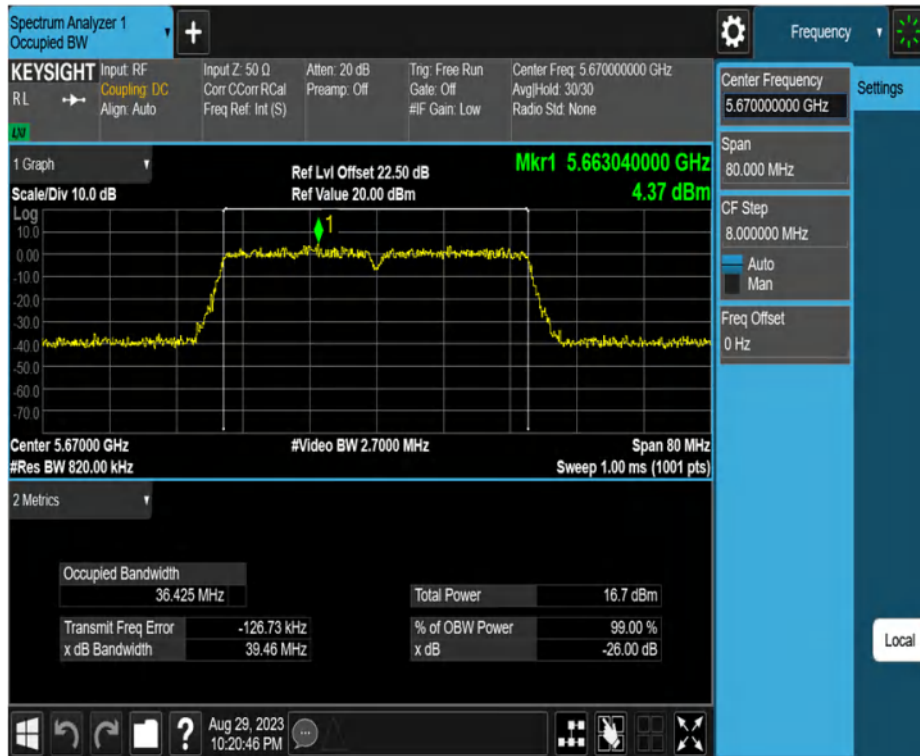 Spectrum Analyzer 1
Occupied BW
+
Frequency
KEYSIGHT
RL
Input: RF
Coupling: DC
Align: Auto
Input Z: 50 Ω
Corr CCorr RCal
Freq Ref: Int (S)
Atten: 20 dB
Preamp: Off
Trig: Free Run
Gate: Off
#IF Gain: Low
Center Freq: 5.670000000 GHz
Avg|Hold: 30/30
Radio Std: None
1 Graph
Scale/Div 10.0 dB
Ref Lvl Offset 22.50 dB
Ref Value 20.00 dBm
Mkr1 5.663040000 GHz
4.37 dBm
Log
10.0
0.00
-10.0
-20.0
-30.0
-40.0
-50.0
-60.0
-70.0
1
Center 5.67000 GHz
#Video BW 2.7000 MHz
Span 80 MHz
#Res BW 820.00 kHz
Sweep 1.00 ms (1001 pts)
2 Metrics
Occupied Bandwidth
36.425 MHz
Total Power 16.7 dBm
Transmit Freq Error -126.73 kHz
% of OBW Power 99.00 %
x dB Bandwidth 39.46 MHz
x dB -26.00 dB
Center Frequency
5.670000000 GHz
Settings
Span
80.000 MHz
CF Step
8.000000 MHz
Auto
Man
Freq Offset
0 Hz
Local
?
Aug 29, 2023
10:20:46 PM